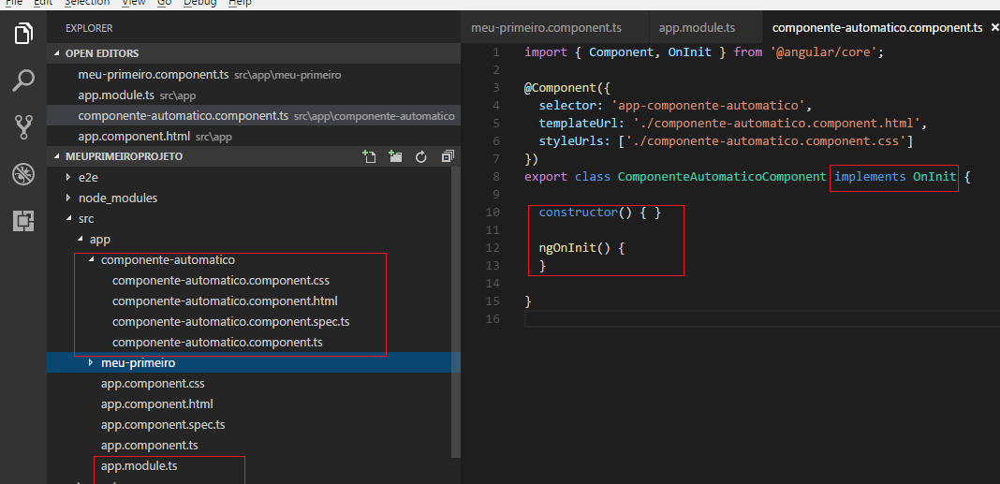 File Edit Selection View Go Debug Help
EXPLORER
OPEN EDITORS
meu-primeiro.component.ts src\app\meu-primeiro
app.module.ts src\app
componente-automatico.component.ts src\app\componente-automatico
app.component.html src\app
MEUPRIMEIROPROJETO
e2e
node_modules
src
app
componente-automatico
componente-automatico.component.css
componente-automatico.component.html
componente-automatico.component.spec.ts
componente-automatico.component.ts
meu-primeiro
app.component.css
app.component.html
app.component.spec.ts
app.component.ts
app.module.ts
meu-primeiro.component.ts app.module.ts componente-automatico.component.ts
1 import { Component, OnInit } from '@angular/core';
2
3 @Component({
4 selector: 'app-componente-automatico',
5 templateUrl: './componente-automatico.component.html',
6 styleUrls: ['./componente-automatico.component.css']
7 })
8 export class ComponenteAutomaticoComponent implements OnInit {
9
10 constructor() { }
11
12 ngOnInit() {
13 }
14
15 }
16